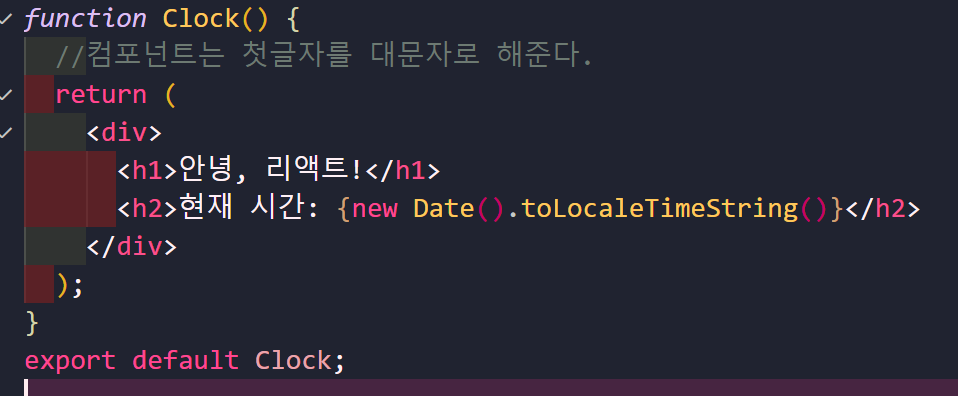 function Clock() {
//컴포넌트는 첫글자를 대문자로 해준다.
return (
<div>
<h1>안녕, 리액트!</h1>
<h2>현재 시간: {new Date().toLocaleTimeString()}</h2>
</div>
);
}
export default Clock;